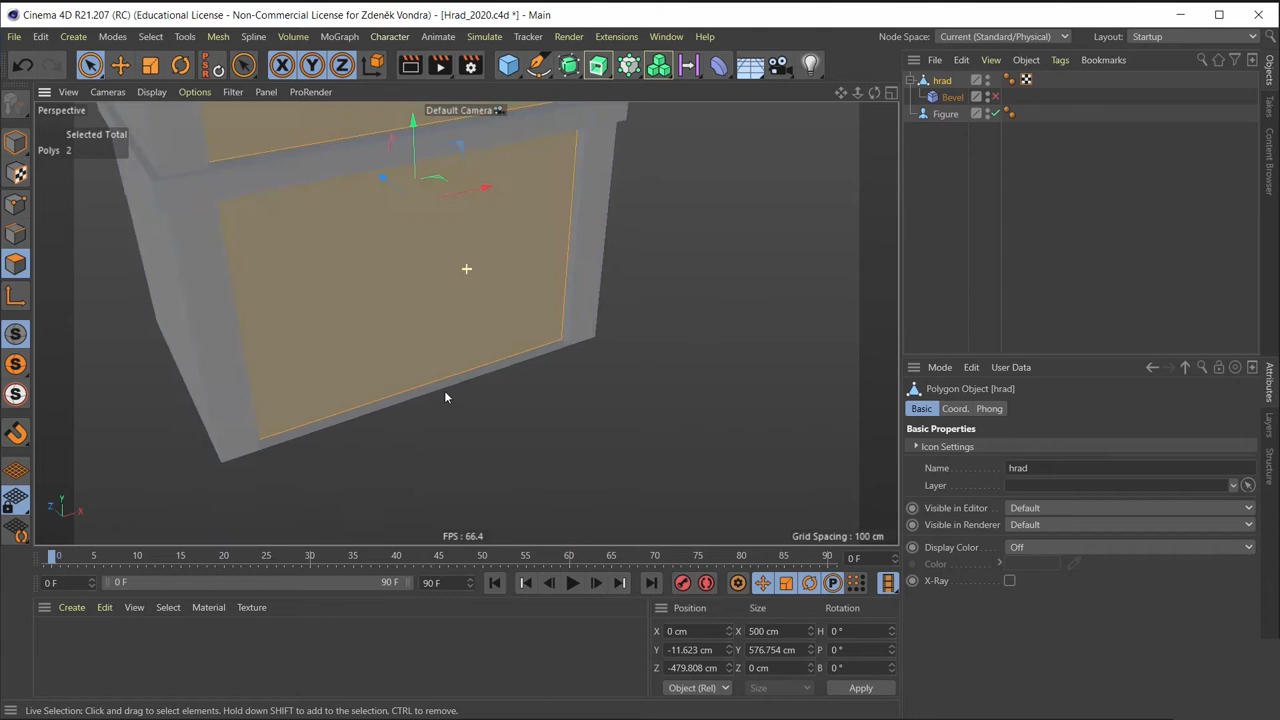 Cinema 4D R21.207 (RC) (Educational License - Non-Commercial License for Zdeněk Vondra) - [Hrad_2020.c4d *] - Main
File Edit Create Modes Select Tools Mesh Spline Volume MoGraph Character Animate Simulate Tracker Render Extensions Window Help
Node Space: Current (Standard/Physical) Layout: Startup
PSR X Y Z
View Cameras Display Options Filter Panel ProRender
File Edit View Object Tags Bookmarks
hrad
Bevel
Figure
Perspective
Default Camera
Selected Total
Polys 2
S
S
S
Y
Z X
FPS : 66.4
Grid Spacing : 100 cm
Objects
Takes
Content Browser
Mode Edit User Data
Polygon Object [hrad]
Basic Coord. Phong
Basic Properties
Icon Settings
Name hrad
Layer
Visible in Editor Default
Visible in Renderer Default
Display Color Off
Color
X-Ray
Attributes
Layers
Structure
0 5 10 15 20 25 30 35 40 45 50 55 60 65 70 75 80 85 90 0 F
0 F 0 F 90 F 90 F P
Create Edit View Select Material Texture
Position Size Rotation
X 0 cm X 500 cm H 0 °
Y -11.623 cm Y 576.754 cm P 0 °
Z -479.808 cm Z 0 cm B 0 °
Object (Rel) Size Apply
Live Selection: Click and drag to select elements. Hold down SHIFT to add to the selection, CTRL to remove.